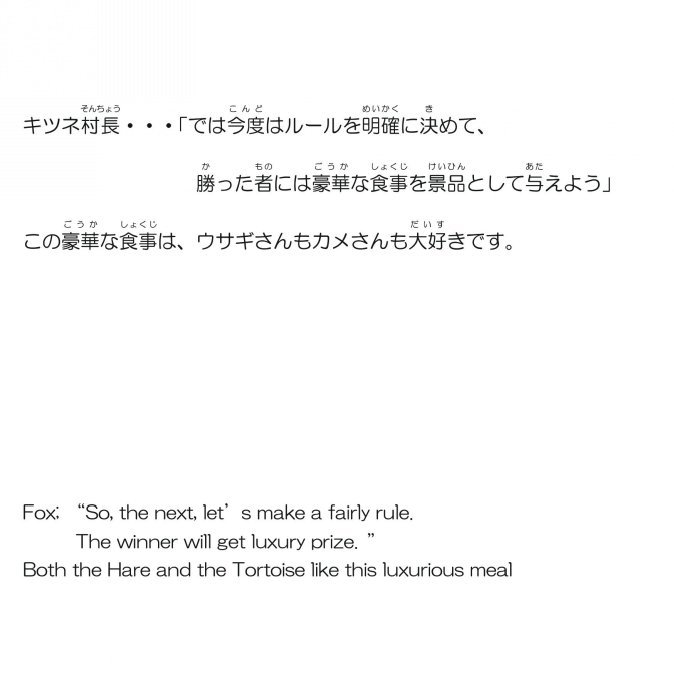 キツネ村長・・・「では今度はルールを明確に決めて、
勝った者には豪華な食事を景品として与えよう」
この豪華な食事は、ウサギさんもカメさんも大好きです。
Fox; “So, the next, let’s make a fairly rule.
The winner will get luxury prize. ”
Both the Hare and the Tortoise like this luxurious meal